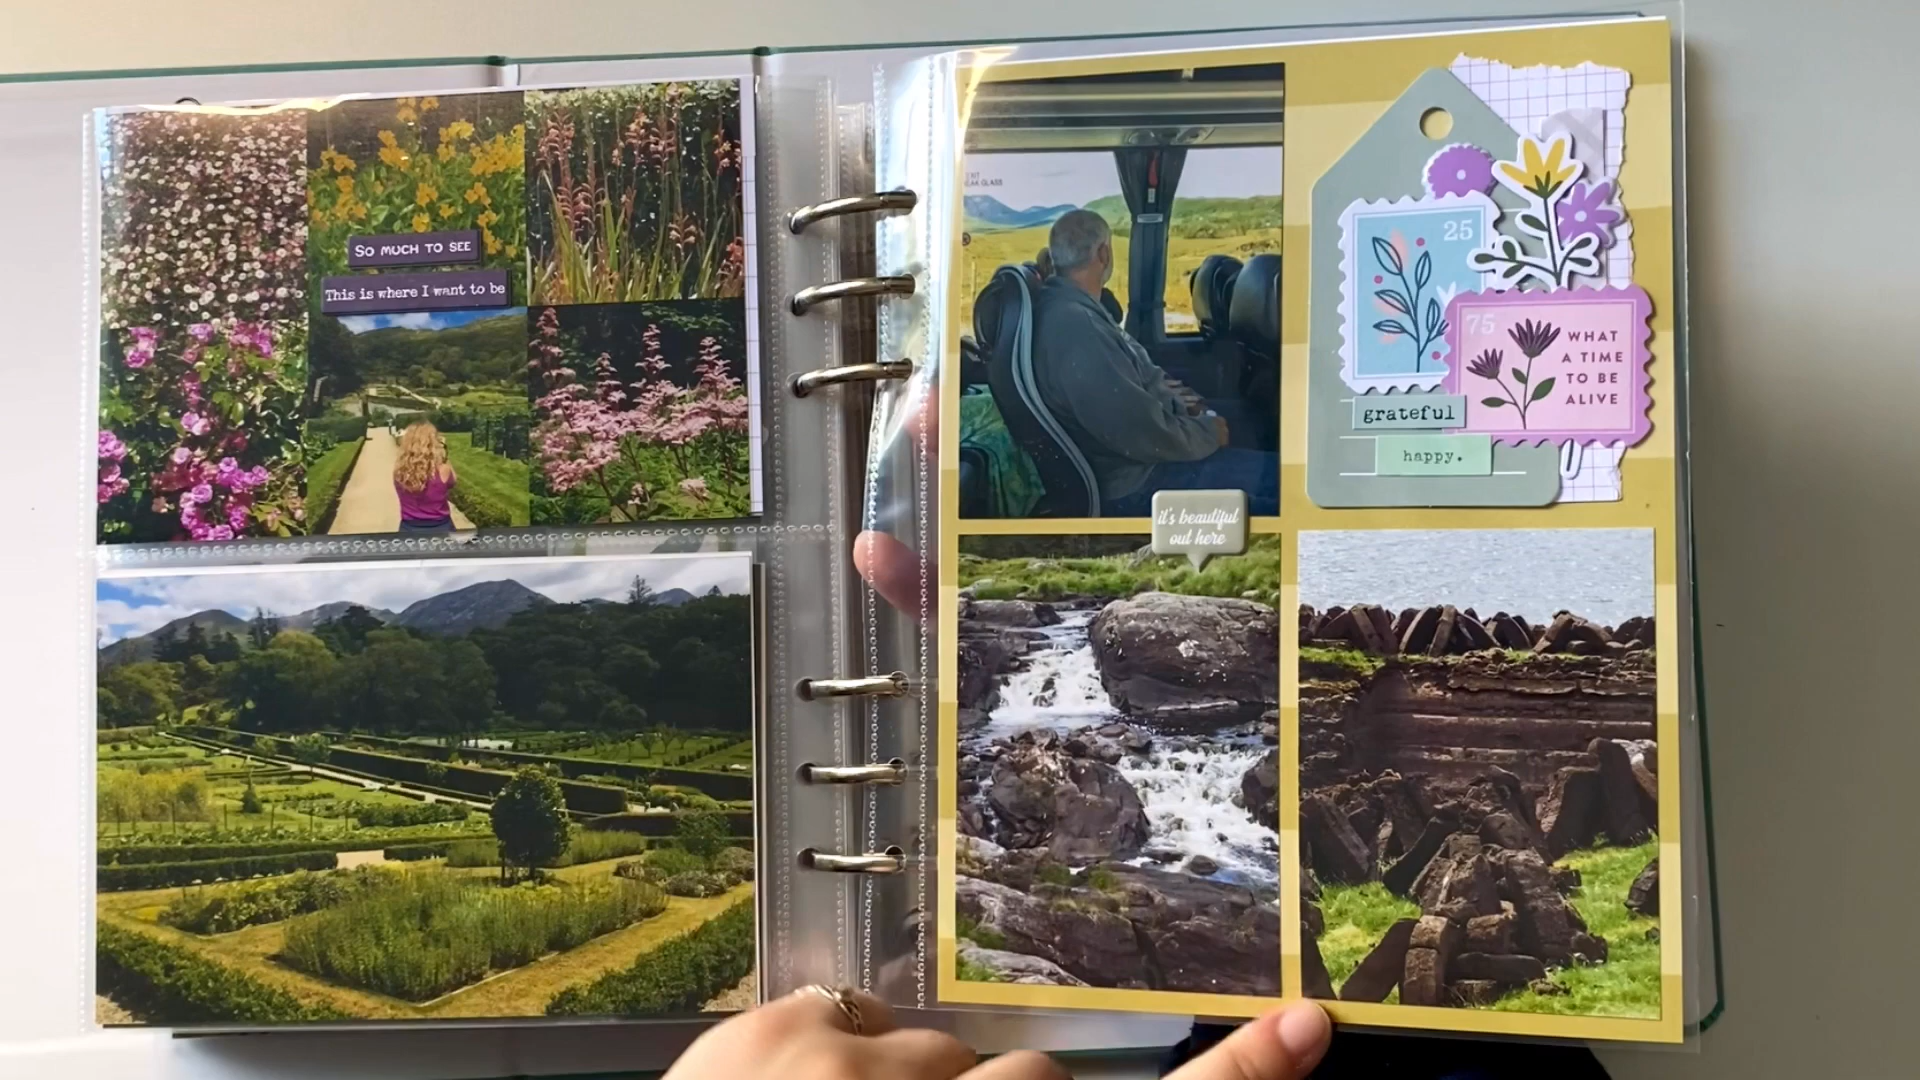 So MUCH TO SEE
This is where I want to be
GLASS
25
75
WHAT
A TIME
TO BE
ALIVE
grateful
happy.
it's beautiful
out here